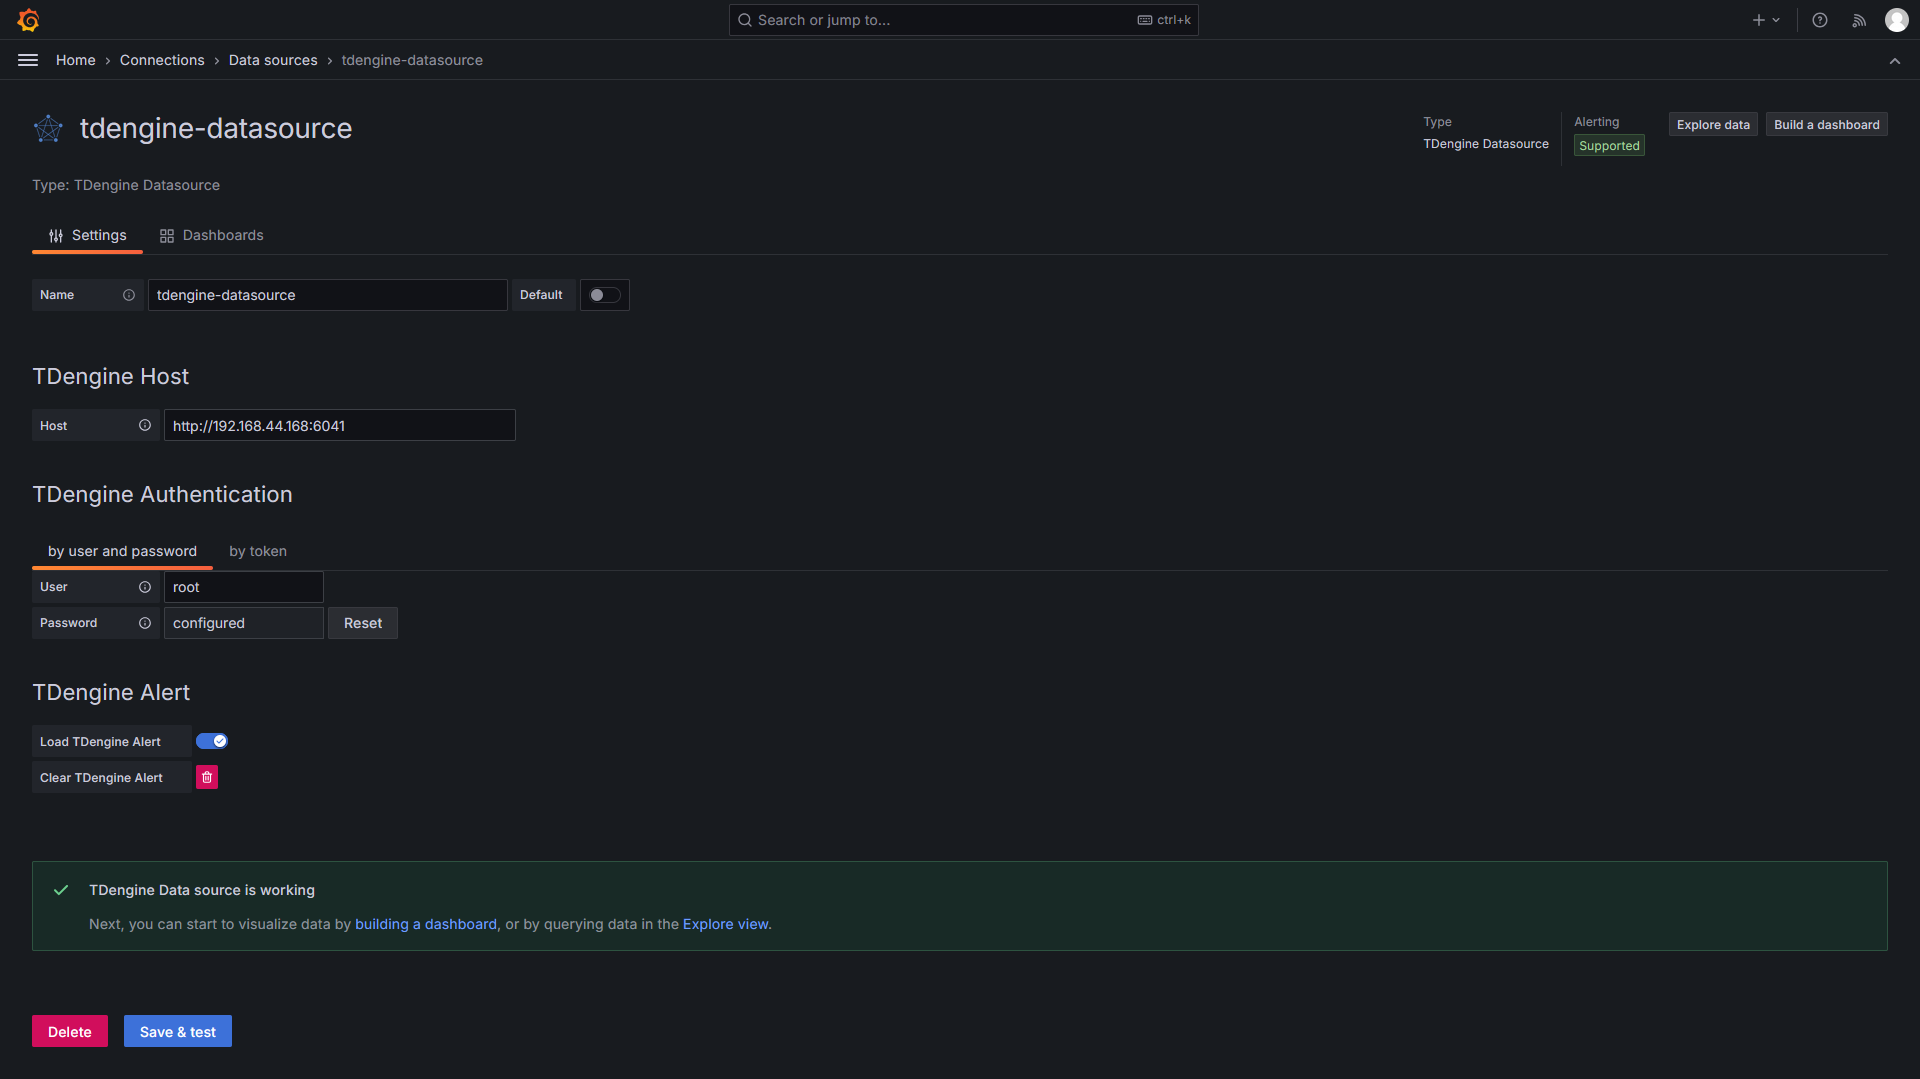 Search or jump to...
ctrl+k
Home › Connections › Data sources › tdengine-datasource
tdengine-datasource
Type
TDengine Datasource
Alerting
Supported
Explore data
Build a dashboard
Type: TDengine Datasource
Settings
Dashboards
Name
tdengine-datasource
Default
TDengine Host
Host
http://192.168.44.168:6041
TDengine Authentication
by user and password
by token
User
root
Password
configured
Reset
TDengine Alert
Load TDengine Alert
Clear TDengine Alert
TDengine Data source is working
Next, you can start to visualize data by building a dashboard, or by querying data in the Explore view.
Delete
Save & test